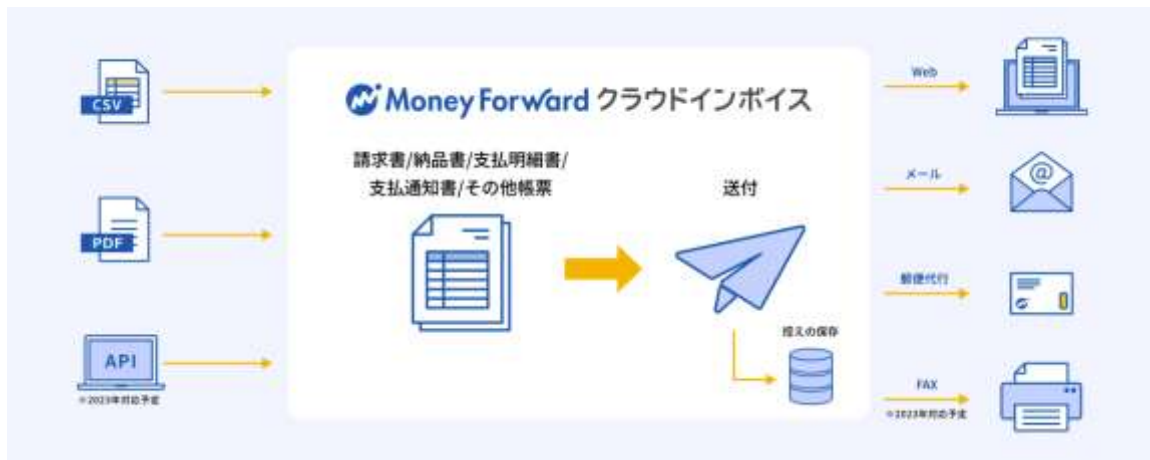 CSV
PDF
API
※2023年対応予定
Money Forward クラウドインボイス
請求書/納品書/支払明細書/
支払通知書/その他帳票
送付
控えの保存
Web
メール
@
郵便代行
FAX
※2023年対応予定